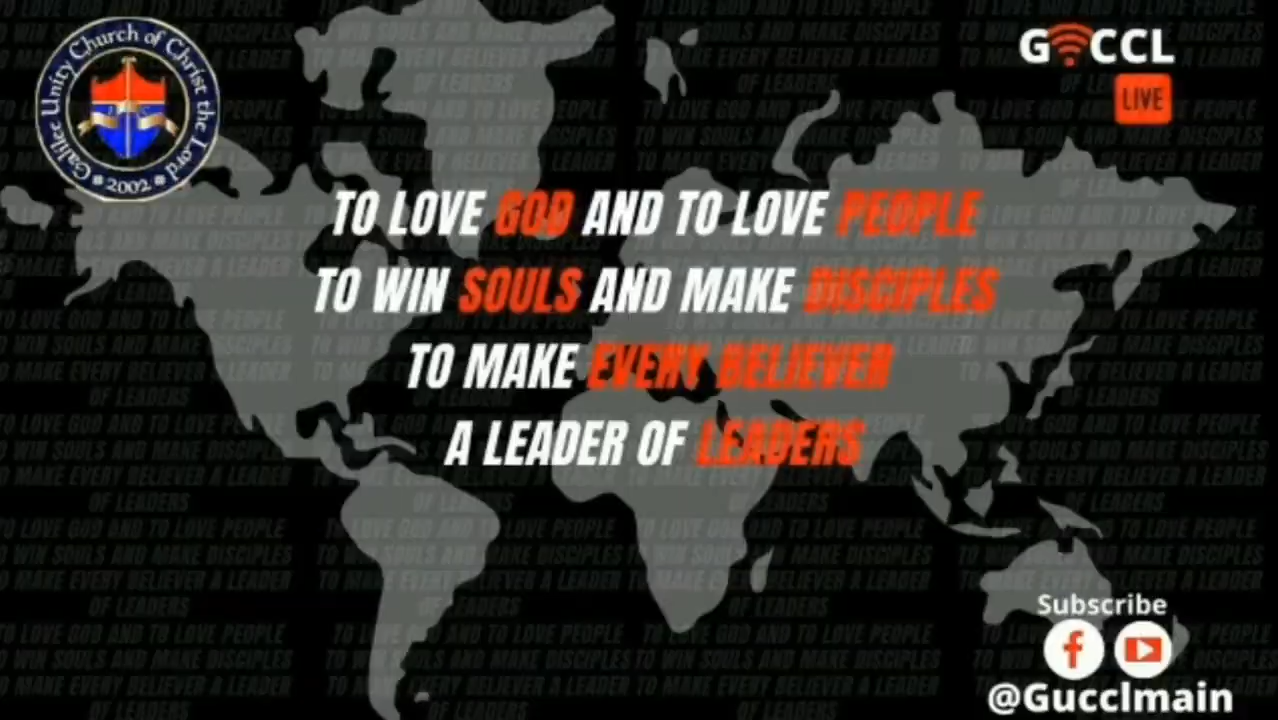 Galilee Unity Church of Christ the Lord
2002
GUCCL
LIVE
TO LOVE GOD AND TO LOVE PEOPLE
TO WIN SOULS AND MAKE DISCIPLES
TO MAKE EVERY BELIEVER
A LEADER OF LEADERS
Subscribe
@Gucclmain